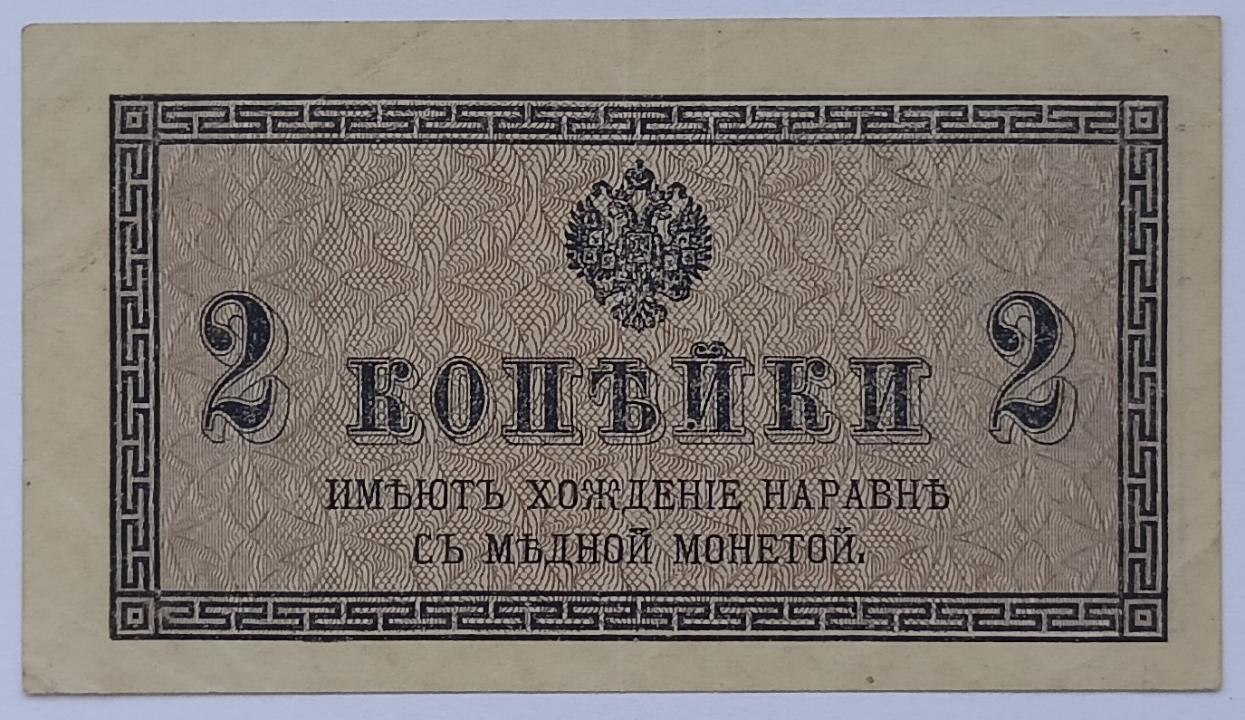 2 КОПѢЙКИ 2
ИМѢЮТЪ ХОЖДЕНІЕ НАРАВНѢ
СЪ МѢДНОЙ МОНЕТОЙ.